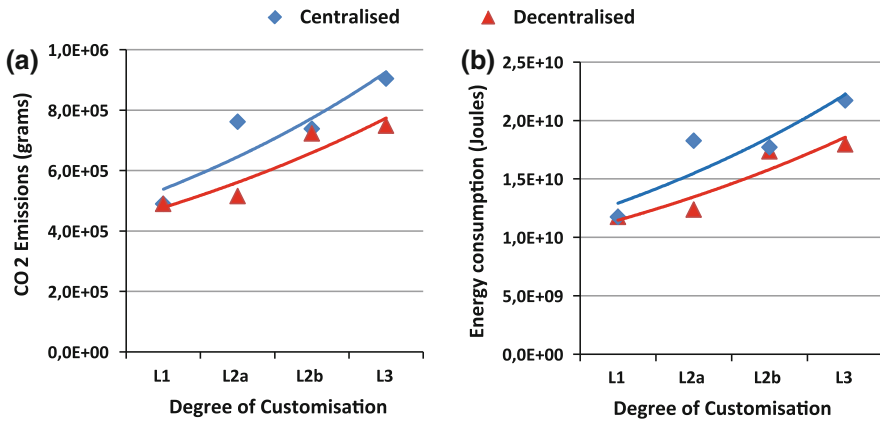 Centralised
Decentralised
(a)
CO 2 Emissions (grams)
1,0E+06
8,0E+05
6,0E+05
4,0E+05
2,0E+05
0,0E+00
L1 L2a L2b L3
Degree of Customisation
(b)
Energy consumption (Joules)
2,5E+10
2,0E+10
1,5E+10
1,0E+10
5,0E+09
0,0E+00
L1 L2a L2b L3
Degree of Customisation